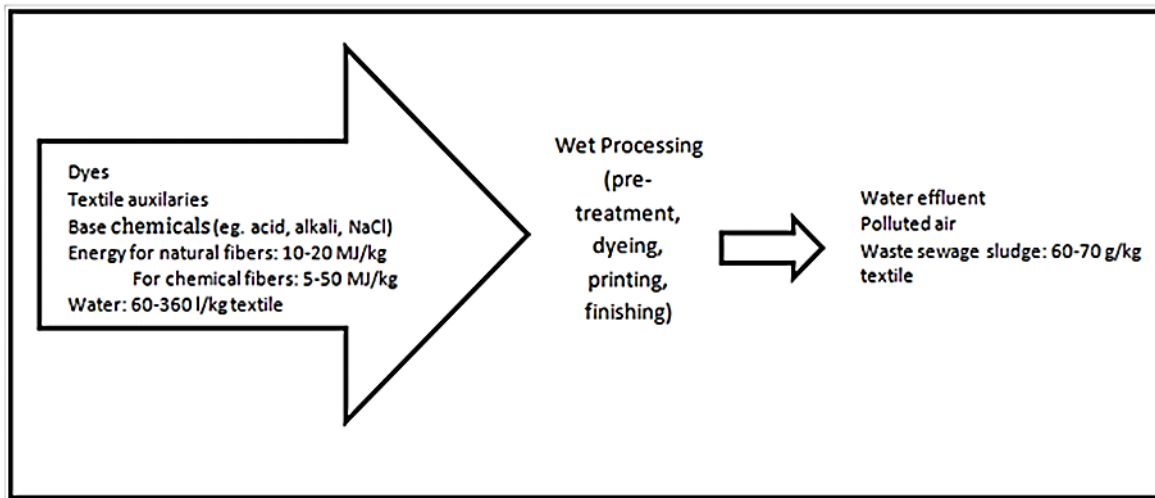 Dyes
Textile auxilaries
Base chemicals (eg. acid, alkali, NaCl)
Energy for natural fibers: 10-20 MJ/kg
For chemical fibers: 5-50 MJ/kg
Water: 60-360 l/kg textile
Wet Processing
(pre-
treatment,
dyeing,
printing,
finishing)
Water effluent
Polluted air
Waste sewage sludge: 60-70 g/kg
textile